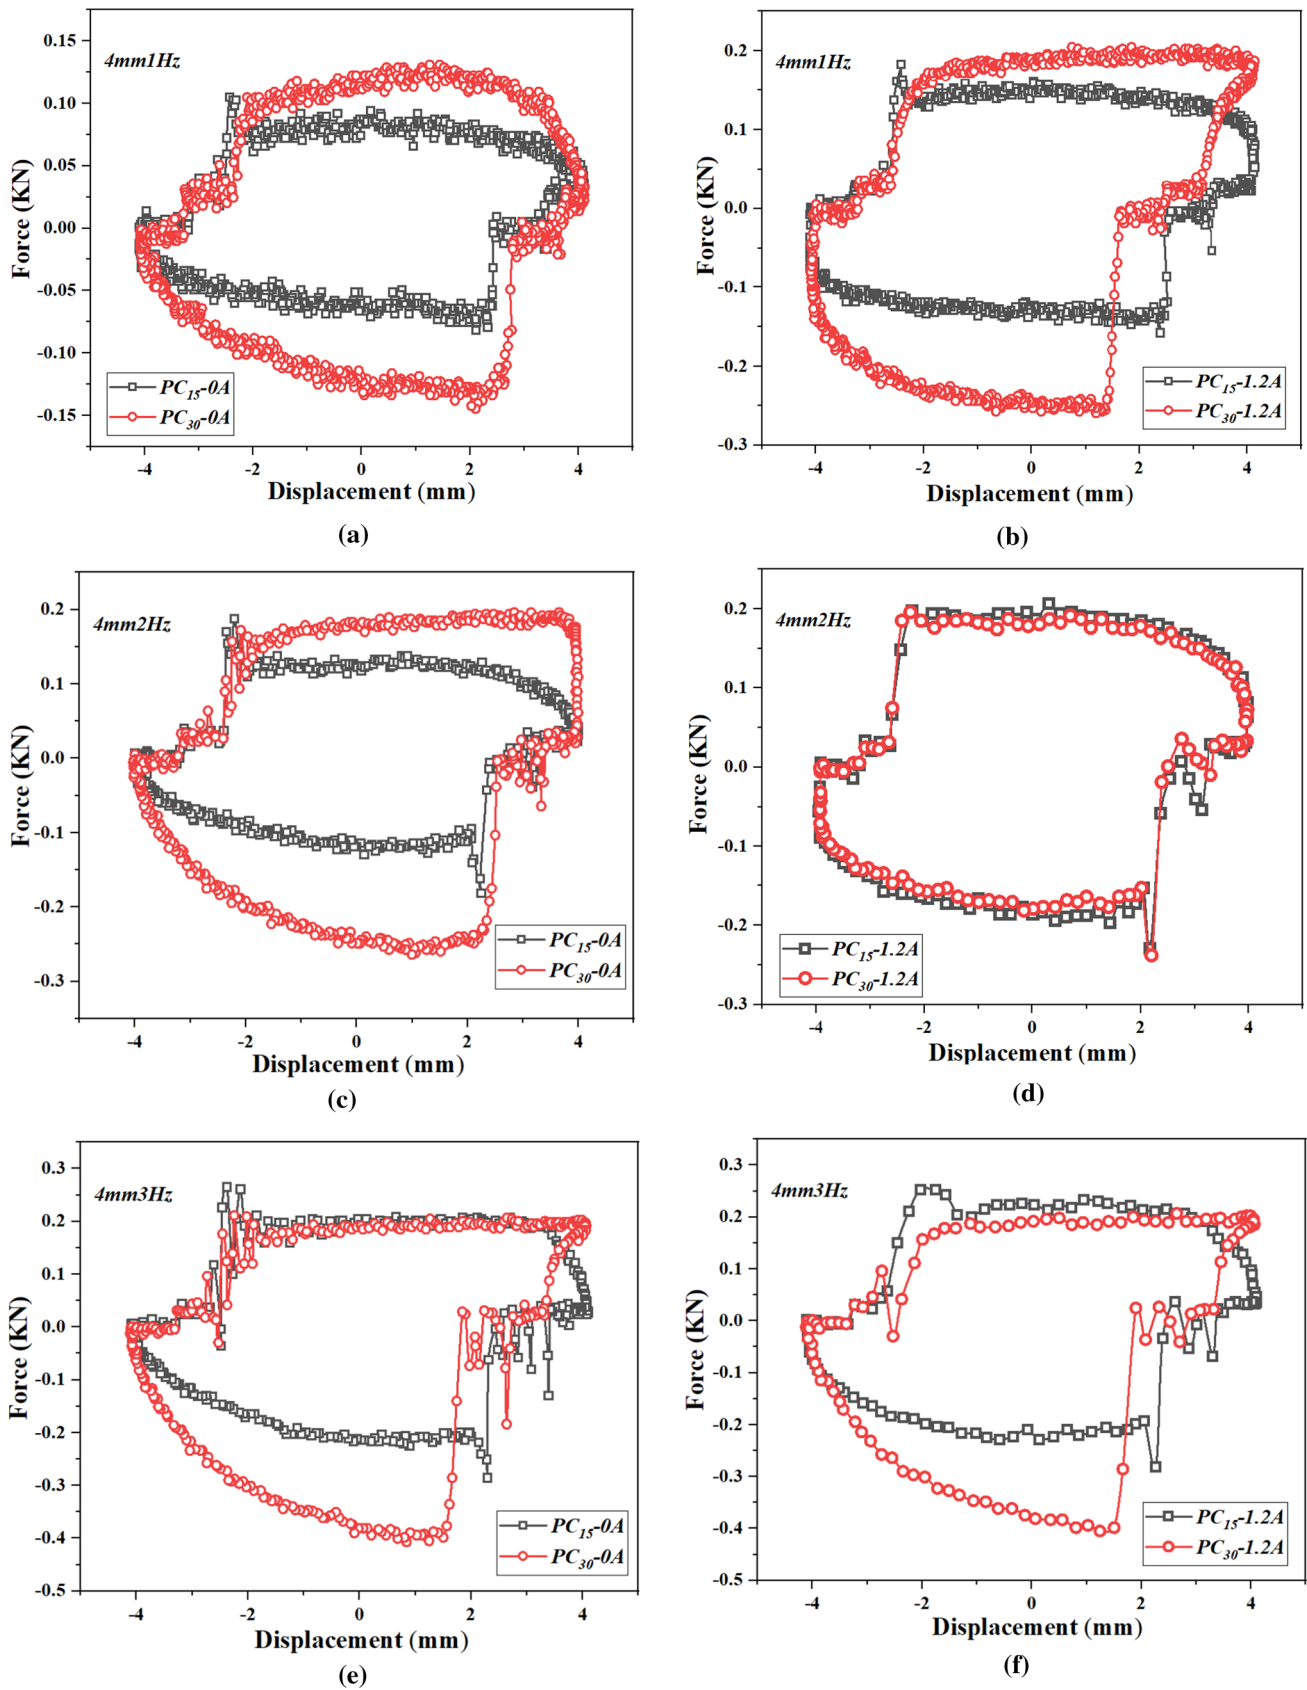 4mm1Hz
0.15
0.10
0.05
0.00
-0.05
-0.10
-0.15
Force (KN)
PC15-0A
PC30-0A
-4 -2 0 2 4
Displacement (mm)
(a)
4mm1Hz
0.2
0.1
0.0
-0.1
-0.2
-0.3
Force (KN)
PC15-1.2A
PC30-1.2A
-4 -2 0 2 4
Displacement (mm)
(b)
4mm2Hz
0.2
0.1
0.0
-0.1
-0.2
-0.3
Force (KN)
PC15-0A
PC30-0A
-4 -2 0 2 4
Displacement (mm)
(c)
4mm2Hz
0.2
0.1
0.0
-0.1
-0.2
-0.3
Force (KN)
PC15-1.2A
PC30-1.2A
-4 -2 0 2 4
Displacement (mm)
(d)
4mm3Hz
0.3
0.2
0.1
0.0
-0.1
-0.2
-0.3
-0.4
-0.5
Force (KN)
PC15-0A
PC30-0A
-4 -2 0 2 4
Displacement (mm)
(e)
4mm3Hz
0.3
0.2
0.1
0.0
-0.1
-0.2
-0.3
-0.4
-0.5
Force (KN)
PC15-1.2A
PC30-1.2A
-4 -2 0 2 4
Displacement (mm)
(f)